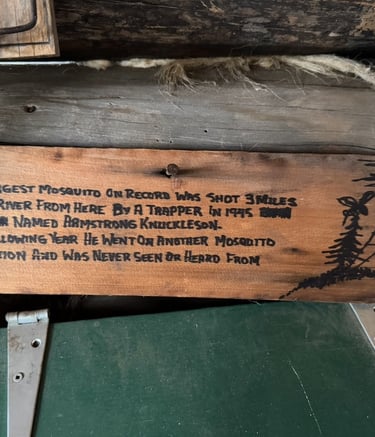 GEST MOSQUITO ON RECORD WAS SHOT 3 MILES
RIVER FROM HERE BY A TRAPPER IN 1995
NAMED ARMSTRONG KNUCKLESON.
LLOWING YEAR HE WENT ON ANOTHER MOSQUITO
TION AND WAS NEVER SEEN OR HEARD FROM